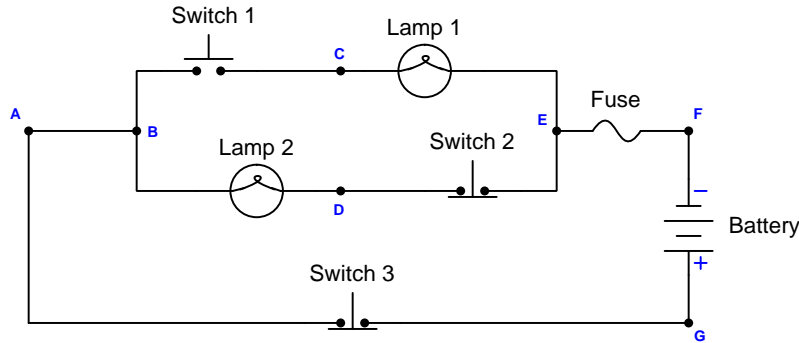 Switch 1
Lamp 1
C
Fuse
A
B
E
F
Lamp 2
Switch 2
D
−
Battery
+
Switch 3
G